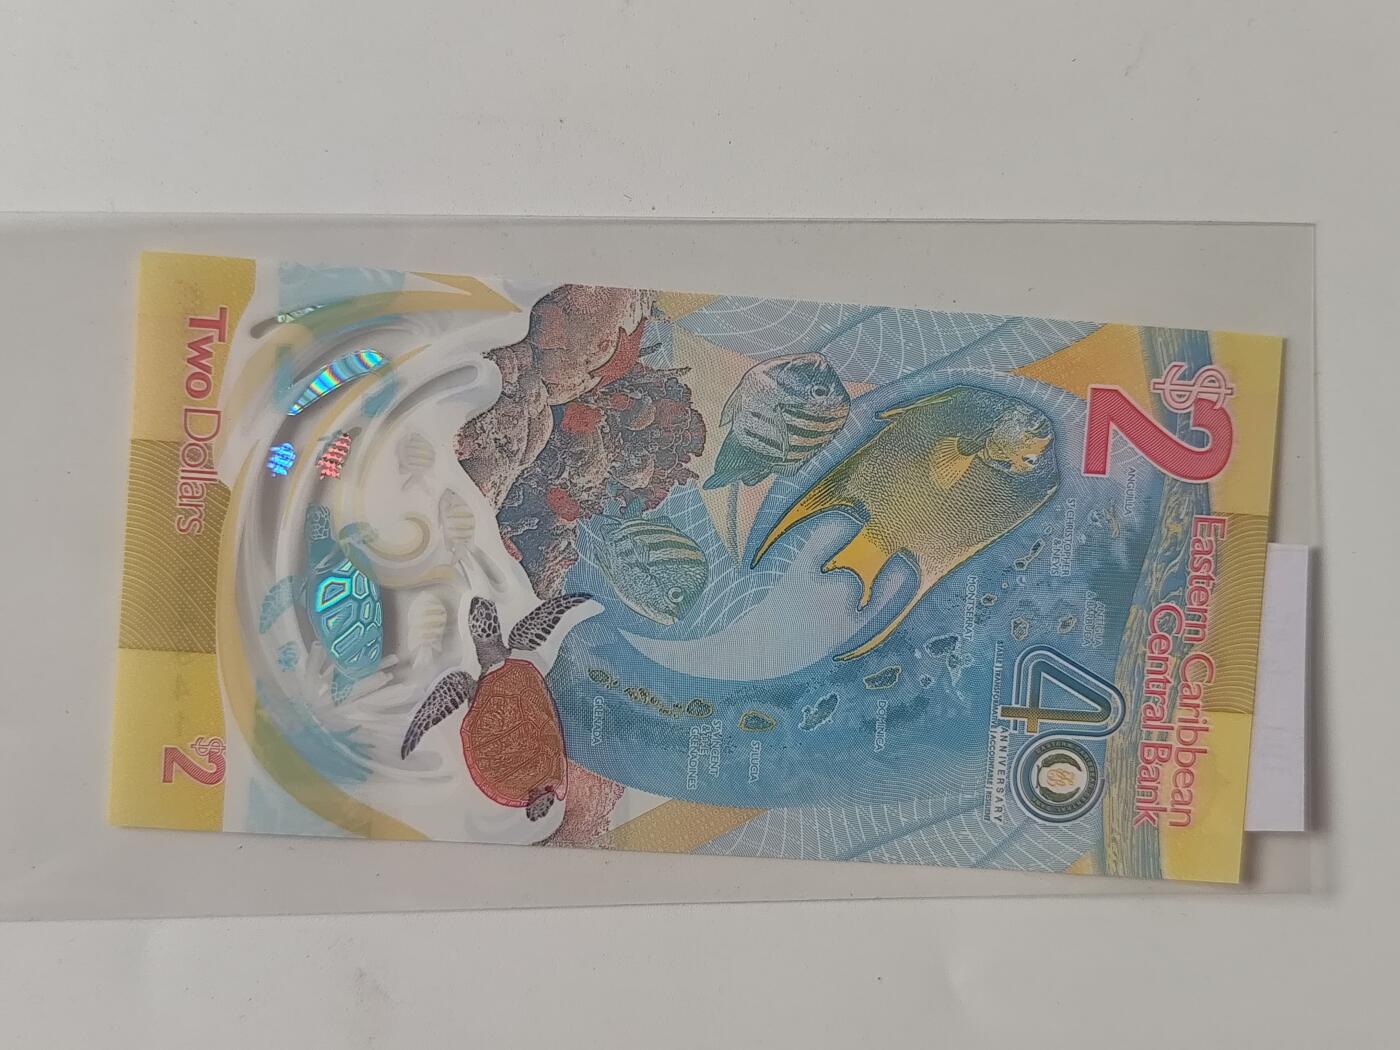 $2
Eastern Caribbean
Central Bank
2
ANGUILLA
ST CHRISTOPHER
& NEVIS
ANTIGUA
& BARBUDA
MONTSERRAT
40
ANNIVERSARY
DOMINICA
ST LUCIA
ST VINCENT
& THE
GRENADINES
GRENADA
Two Dollars
$2